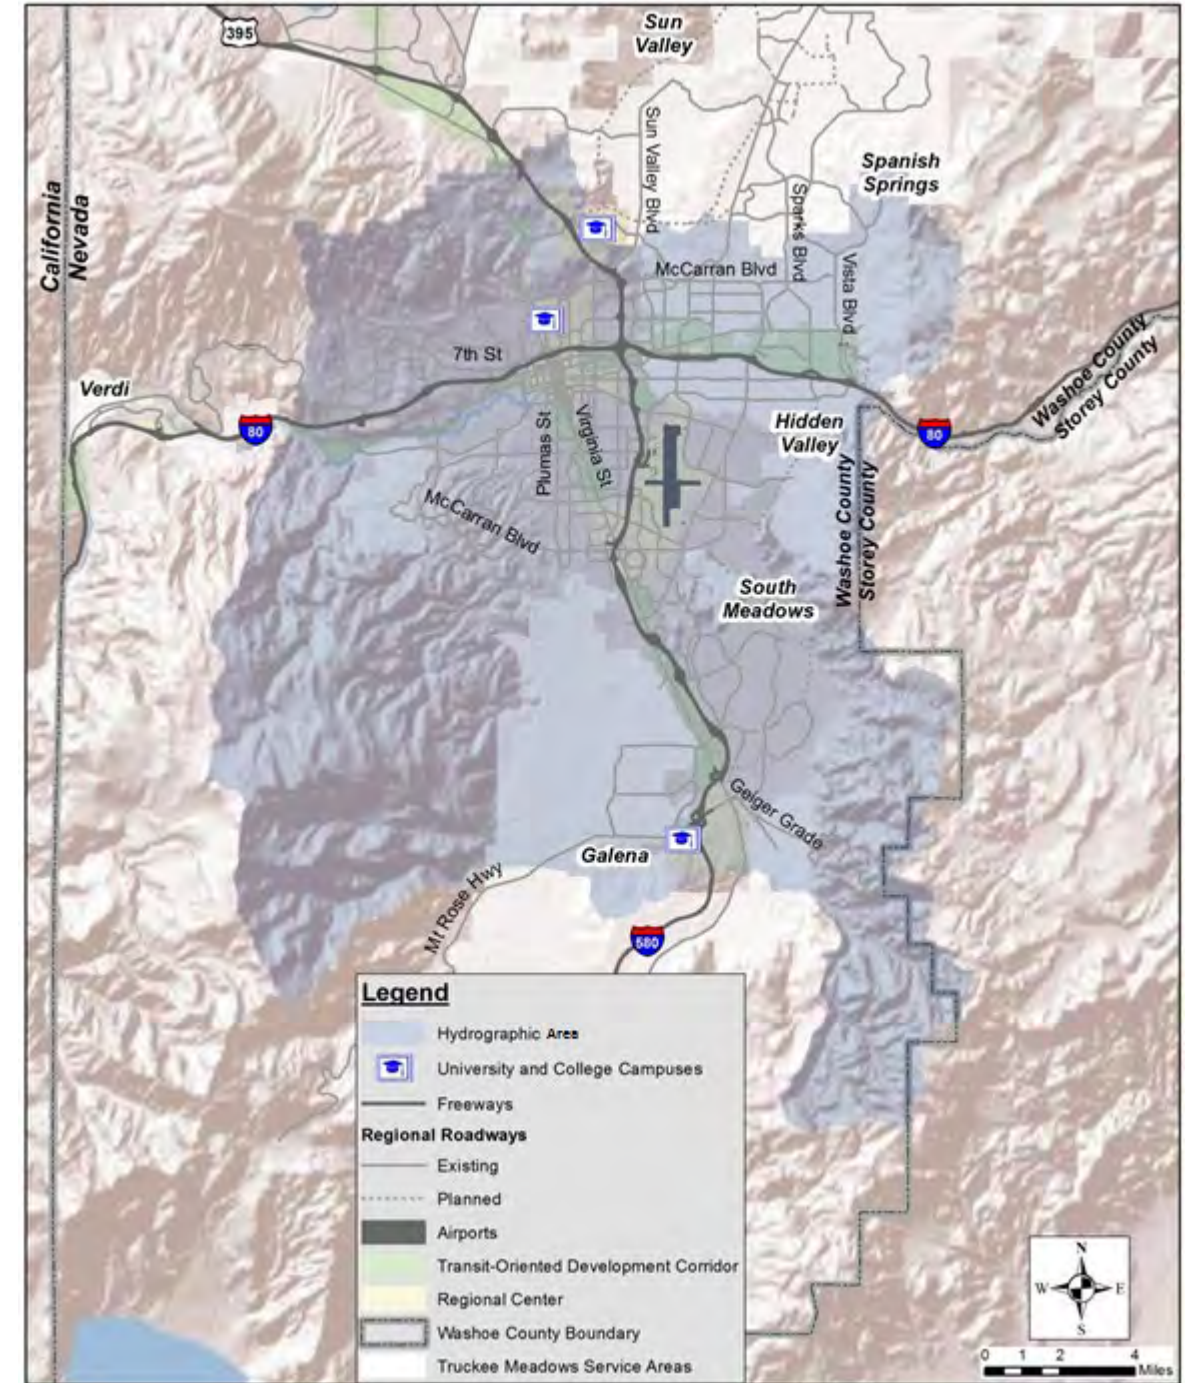 395
Sun
Valley
Sun Valley Blvd
Spanish
Springs
Sparks Blvd
California
Nevada
McCarran Blvd
Vista Blvd
7th St
Verdi
80
Washoe County
Storey County
Hidden
Valley
80
Plumas St
Virginia St
McCarran Blvd
Washoe County
Storey County
South
Meadows
Geiger Grade
Galena
Mt Rose Hwy
580
Legend
Hydrographic Area
University and College Campuses
Freeways
Regional Roadways
Existing
Planned
Airports
Transit-Oriented Development Corridor
Regional Center
Washoe County Boundary
Truckee Meadows Service Areas
N
W E
S
0 1 2 4
Miles